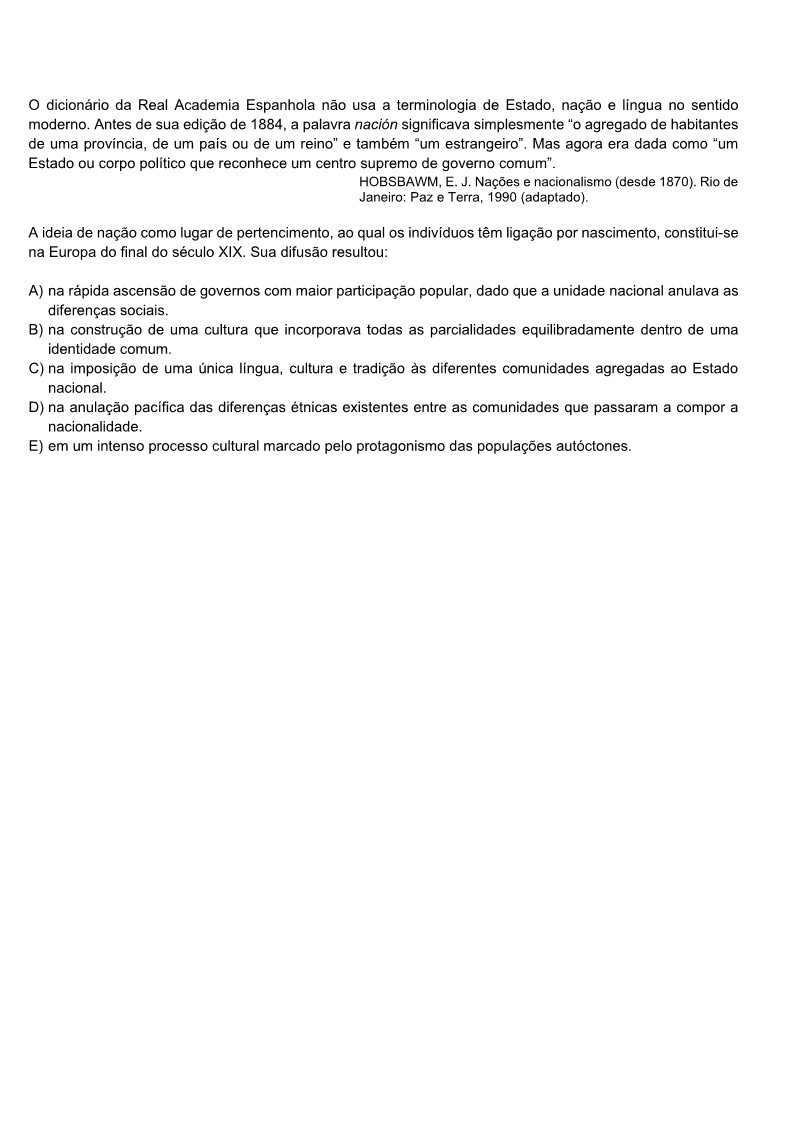 O dicionário da Real Academia Espanhola não usa a terminologia de Estado, nação e língua no sentido
moderno. Antes de sua edição de 1884, a palavra nación significava simplesmente “o agregado de habitantes
de uma província, de um país ou de um reino” e também “um estrangeiro”. Mas agora era dada como “um
Estado ou corpo político que reconhece um centro supremo de governo comum”.
HOBSBAWM, E. J. Nações e nacionalismo (desde 1870). Rio de
Janeiro: Paz e Terra, 1990 (adaptado).
A ideia de nação como lugar de pertencimento, ao qual os indivíduos têm ligação por nascimento, constitui-se
na Europa do final do século XIX. Sua difusão resultou:
A) na rápida ascensão de governos com maior participação popular, dado que a unidade nacional anulava as
diferenças sociais.
B) na construção de uma cultura que incorporava todas as parcialidades equilibradamente dentro de uma
identidade comum.
C) na imposição de uma única língua, cultura e tradição às diferentes comunidades agregadas ao Estado
nacional.
D) na anulação pacífica das diferenças étnicas existentes entre as comunidades que passaram a compor a
nacionalidade.
E) em um intenso processo cultural marcado pelo protagonismo das populações autóctones.